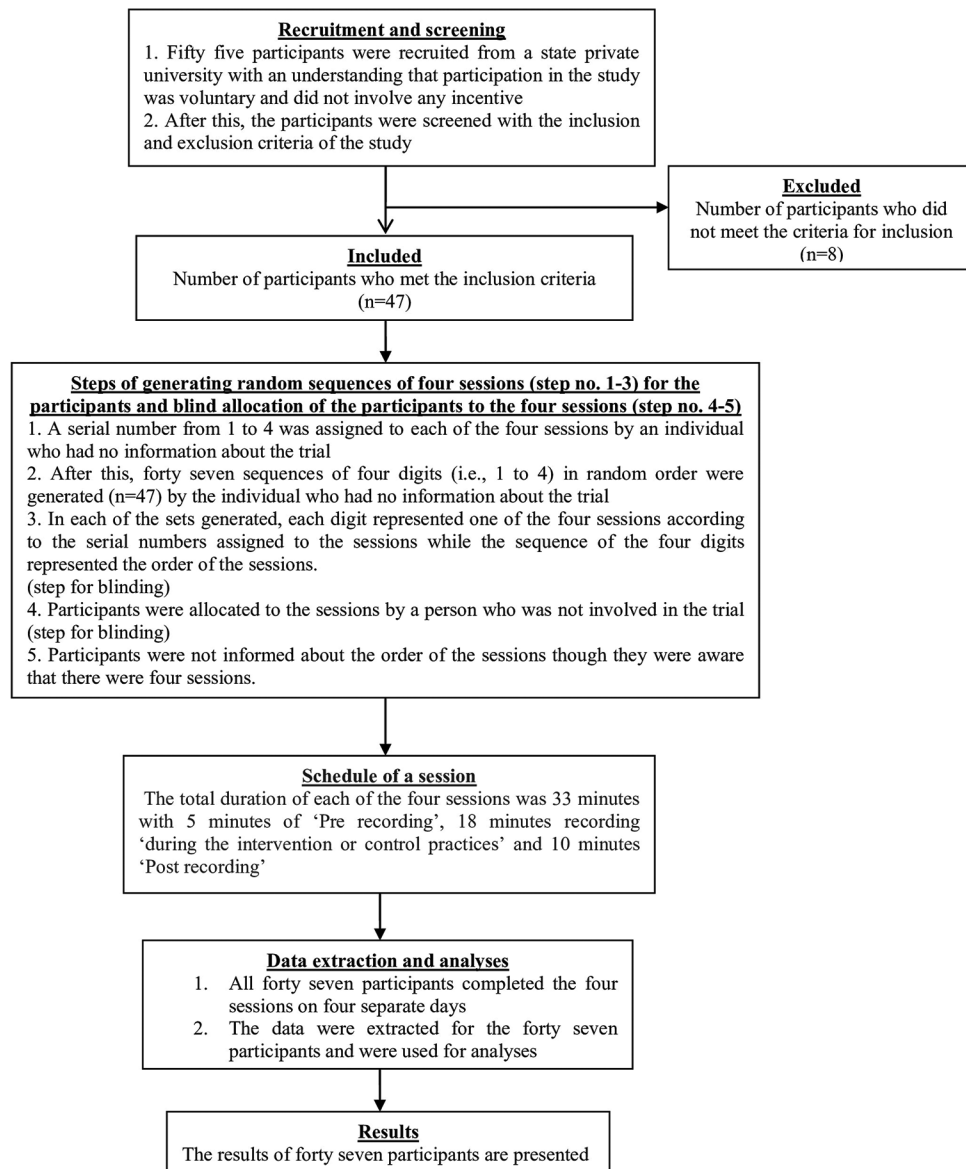 Recruitment and screening
1. Fifty five participants were recruited from a state private
university with an understanding that participation in the study
was voluntary and did not involve any incentive
2. After this, the participants were screened with the inclusion
and exclusion criteria of the study
Excluded
Number of participants who did
not meet the criteria for inclusion
(n=8)
Included
Number of participants who met the inclusion criteria
(n=47)
Steps of generating random sequences of four sessions (step no. 1-3) for the
participants and blind allocation of the participants to the four sessions (step no. 4-5)
1. A serial number from 1 to 4 was assigned to each of the four sessions by an individual
who had no information about the trial
2. After this, forty seven sequences of four digits (i.e., 1 to 4) in random order were
generated (n=47) by the individual who had no information about the trial
3. In each of the sets generated, each digit represented one of the four sessions according
to the serial numbers assigned to the sessions while the sequence of the four digits
represented the order of the sessions.
(step for blinding)
4. Participants were allocated to the sessions by a person who was not involved in the trial
(step for blinding)
5. Participants were not informed about the order of the sessions though they were aware
that there were four sessions.
Schedule of a session
The total duration of each of the four sessions was 33 minutes
with 5 minutes of ‘Pre recording’, 18 minutes recording
‘during the intervention or control practices’ and 10 minutes
‘Post recording’
Data extraction and analyses
1. All forty seven participants completed the four
sessions on four separate days
2. The data were extracted for the forty seven
participants and were used for analyses
Results
The results of forty seven participants are presented